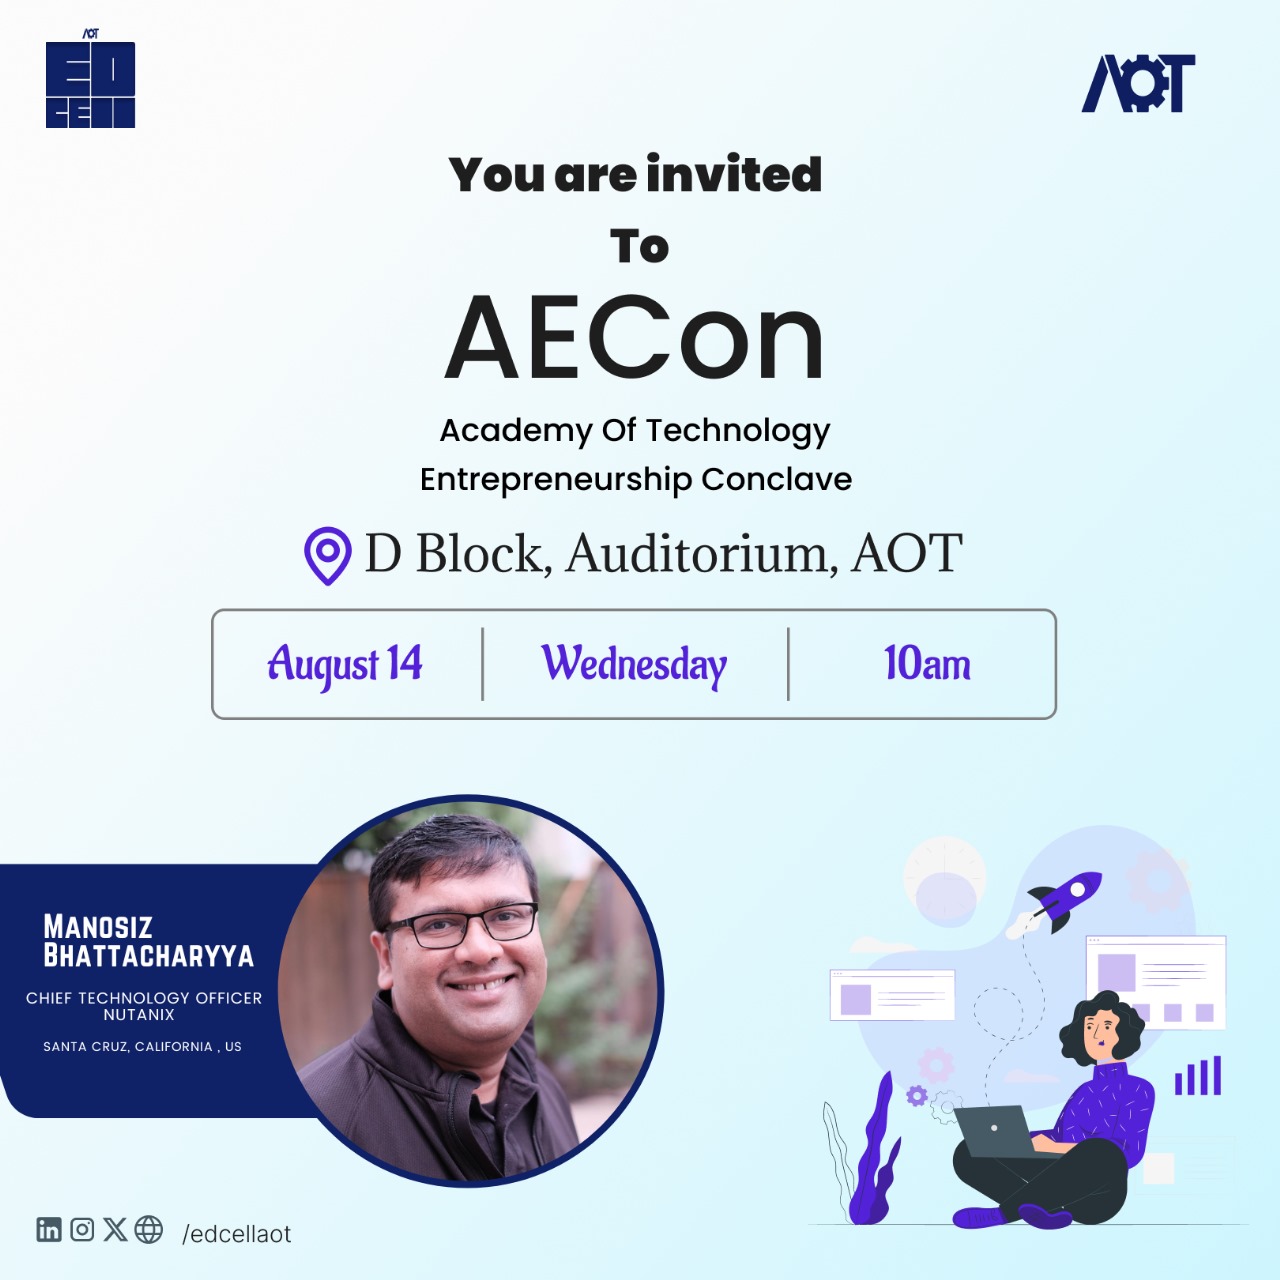 AOT
ED
CELL
AOT
You are invited
To
AECon
Academy Of Technology
Entrepreneurship Conclave
D Block, Auditorium, AOT
August 14
Wednesday
10am
MANOSIZ
BHATTACHARYYA
CHIEF TECHNOLOGY OFFICER
NUTANIX
SANTA CRUZ, CALIFORNIA , US
in
/edcellaot